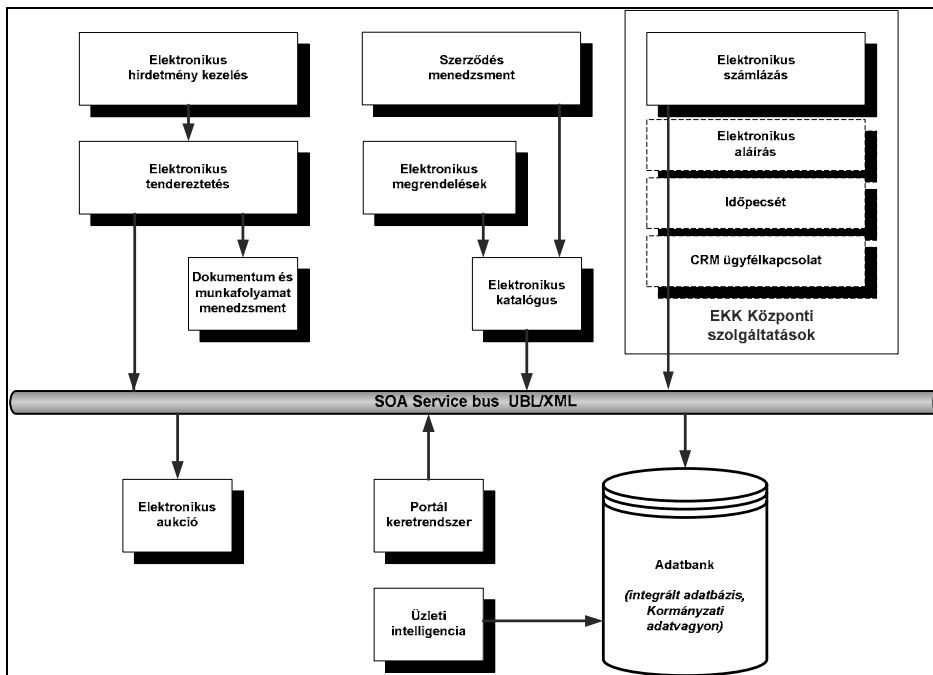 Elektronikus
hirdetmény kezelés
Szerződés
menedzsment
Elektronikus
számlázás
Elektronikus
tendereztetés
Elektronikus
megrendelések
Elektronikus
aláírás
Időpecsét
CRM ügyfélkapcsolat
Dokumentum és
munkafolyamat
menedzsment
Elektronikus
katalógus
EKK Központi
szolgáltatások
SOA Service bus UBL/XML
Elektronikus
aukció
Portál
keretrendszer
Adatbank
(integrált adatbázis,
Kormányzati
adatvagyon)
Üzleti
intelligencia